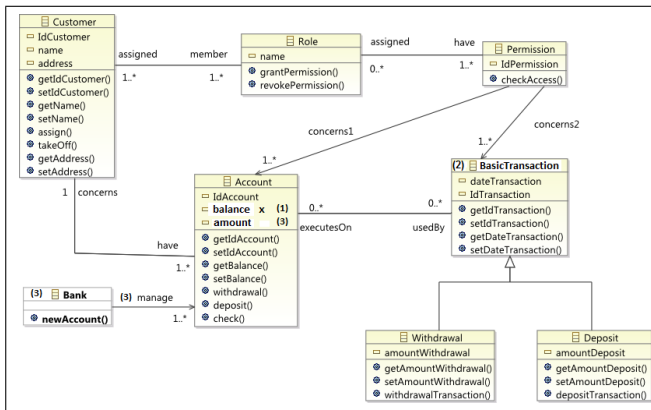 Customer
IdCustomer
name
address
getIdCustomer()
setIdCustomer()
getName()
setName()
assign()
takeOff()
getAddress()
setAddress()
assigned member
1..* 1..*
Role
name
grantPermission()
revokePermission()
assigned have
0..* 1..*
Permission
IdPermission
checkAccess()
concerns1
1..*
concerns2
1..*
1 concerns
have
1..*
Account
IdAccount
balance x (1)
amount (3)
getIdAccount()
setIdAccount()
getBalance()
setBalance()
withdrawal()
deposit()
check()
0..* 0..*
executesOn usedBy
(2) BasicTransaction
dateTransaction
IdTransaction
getIdTransaction()
setIdTransaction()
getDateTransaction()
setDateTransaction()
(3) Bank
newAccount()
(3) manage
1..*
Withdrawal
amountWithdrawal
getAmountWithdrawal()
setAmountWithdrawal()
withdrawalTransaction()
Deposit
amountDeposit
getAmountDeposit()
setAmountDeposit()
depositTransaction()